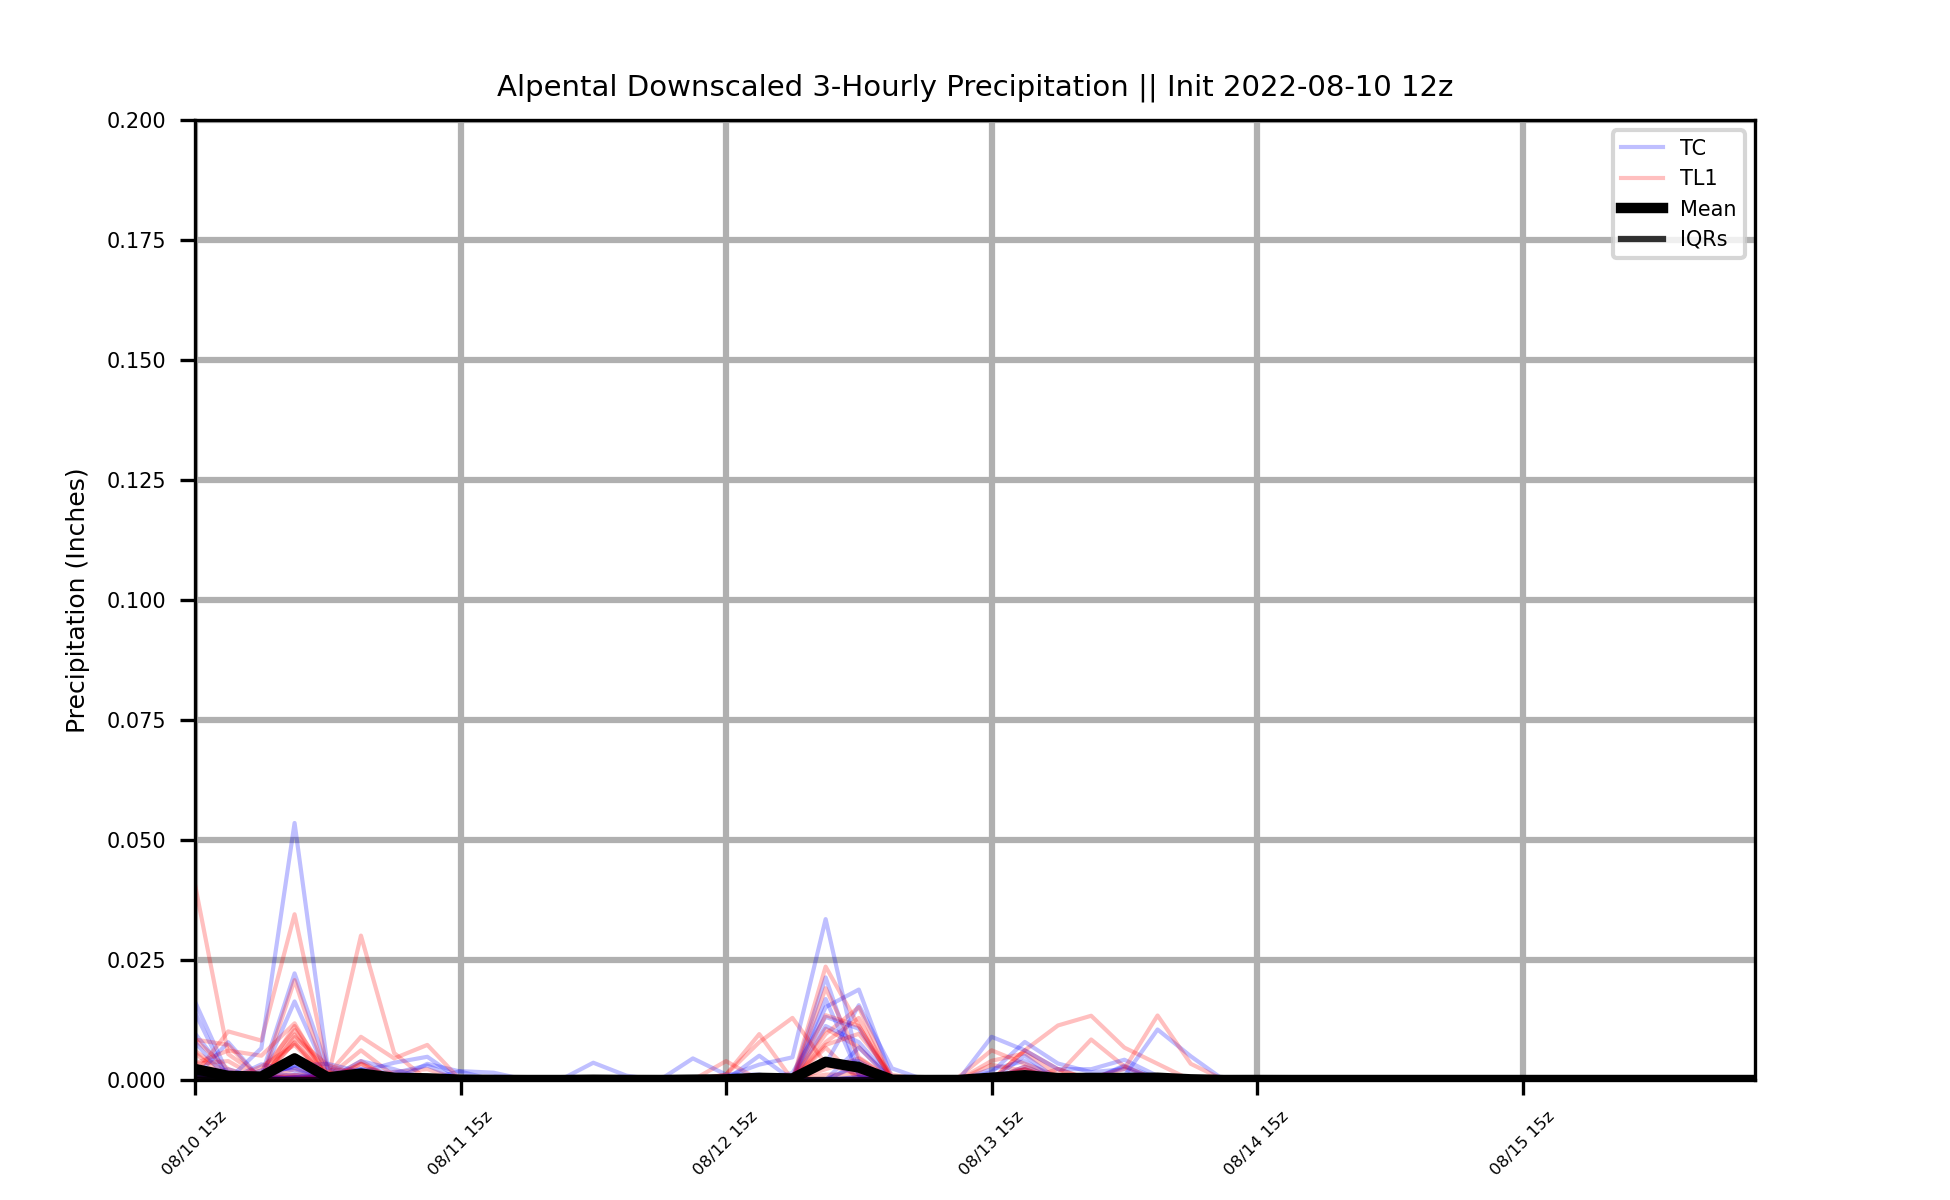 Alpental Downscaled 3-Hourly Precipitation || Init 2022-08-10 12z
TC
TL1
Mean
IQRs
Precipitation (Inches)
0.200
0.175
0.150
0.125
0.100
0.075
0.050
0.025
0.000
08/10 15z
08/11 15z
08/12 15z
08/13 15z
08/14 15z
08/15 15z